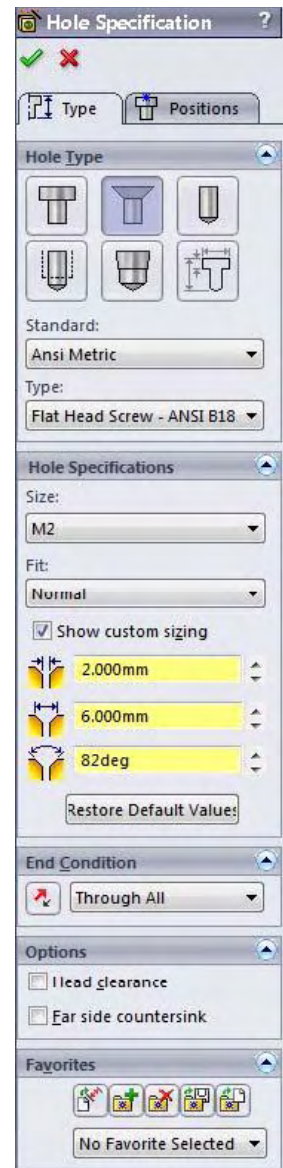 Hole Specification ?
Type Positions
Hole Type
Standard:
Ansi Metric
Type:
Flat Head Screw - ANSI B18
Hole Specifications
Size:
M2
Fit:
Normal
Show custom sizing
2.000mm
6.000mm
82deg
Restore Default Values
End Condition
Through All
Options
Head clearance
Far side countersink
Favorites
No Favorite Selected